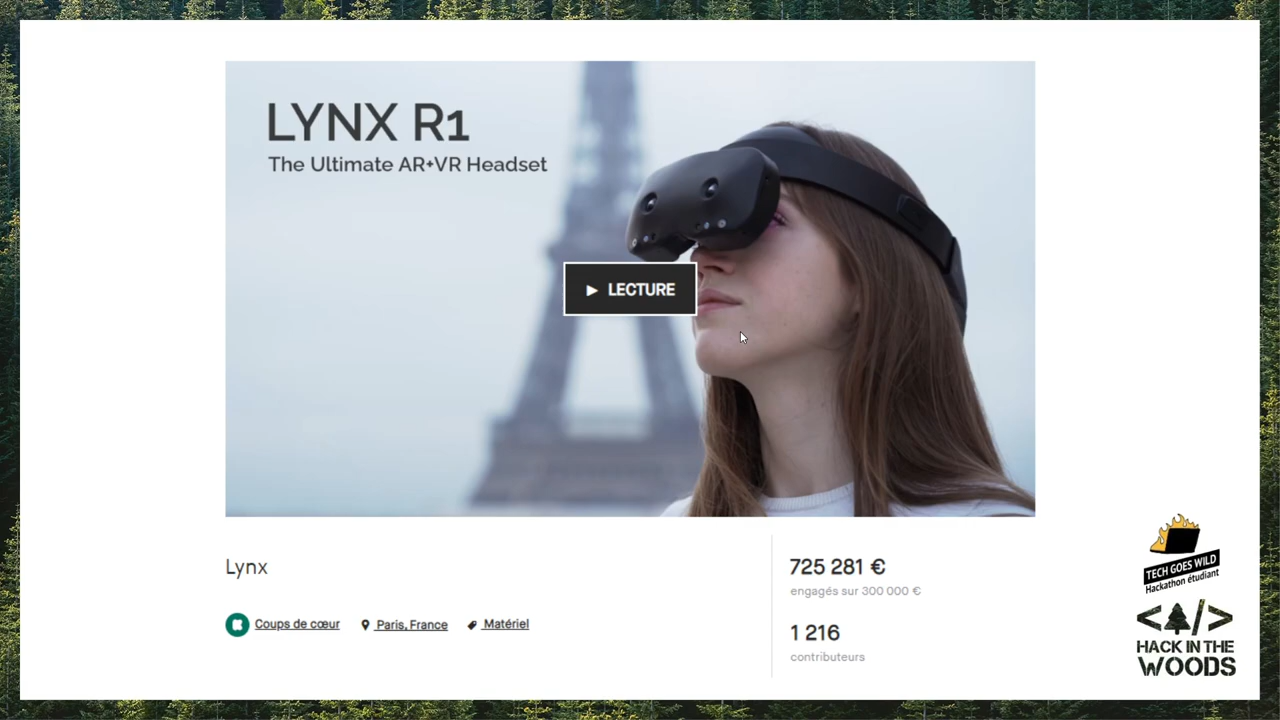 LYNX R1
The Ultimate AR+VR Headset
LECTURE
Lynx
Coups de cœur
Paris, France
Matériel
725 281 €
engagés sur 300 000 €
1 216
contributeurs
TECH GOES WILD
Hackathon étudiant
HACK IN THE
WOODS